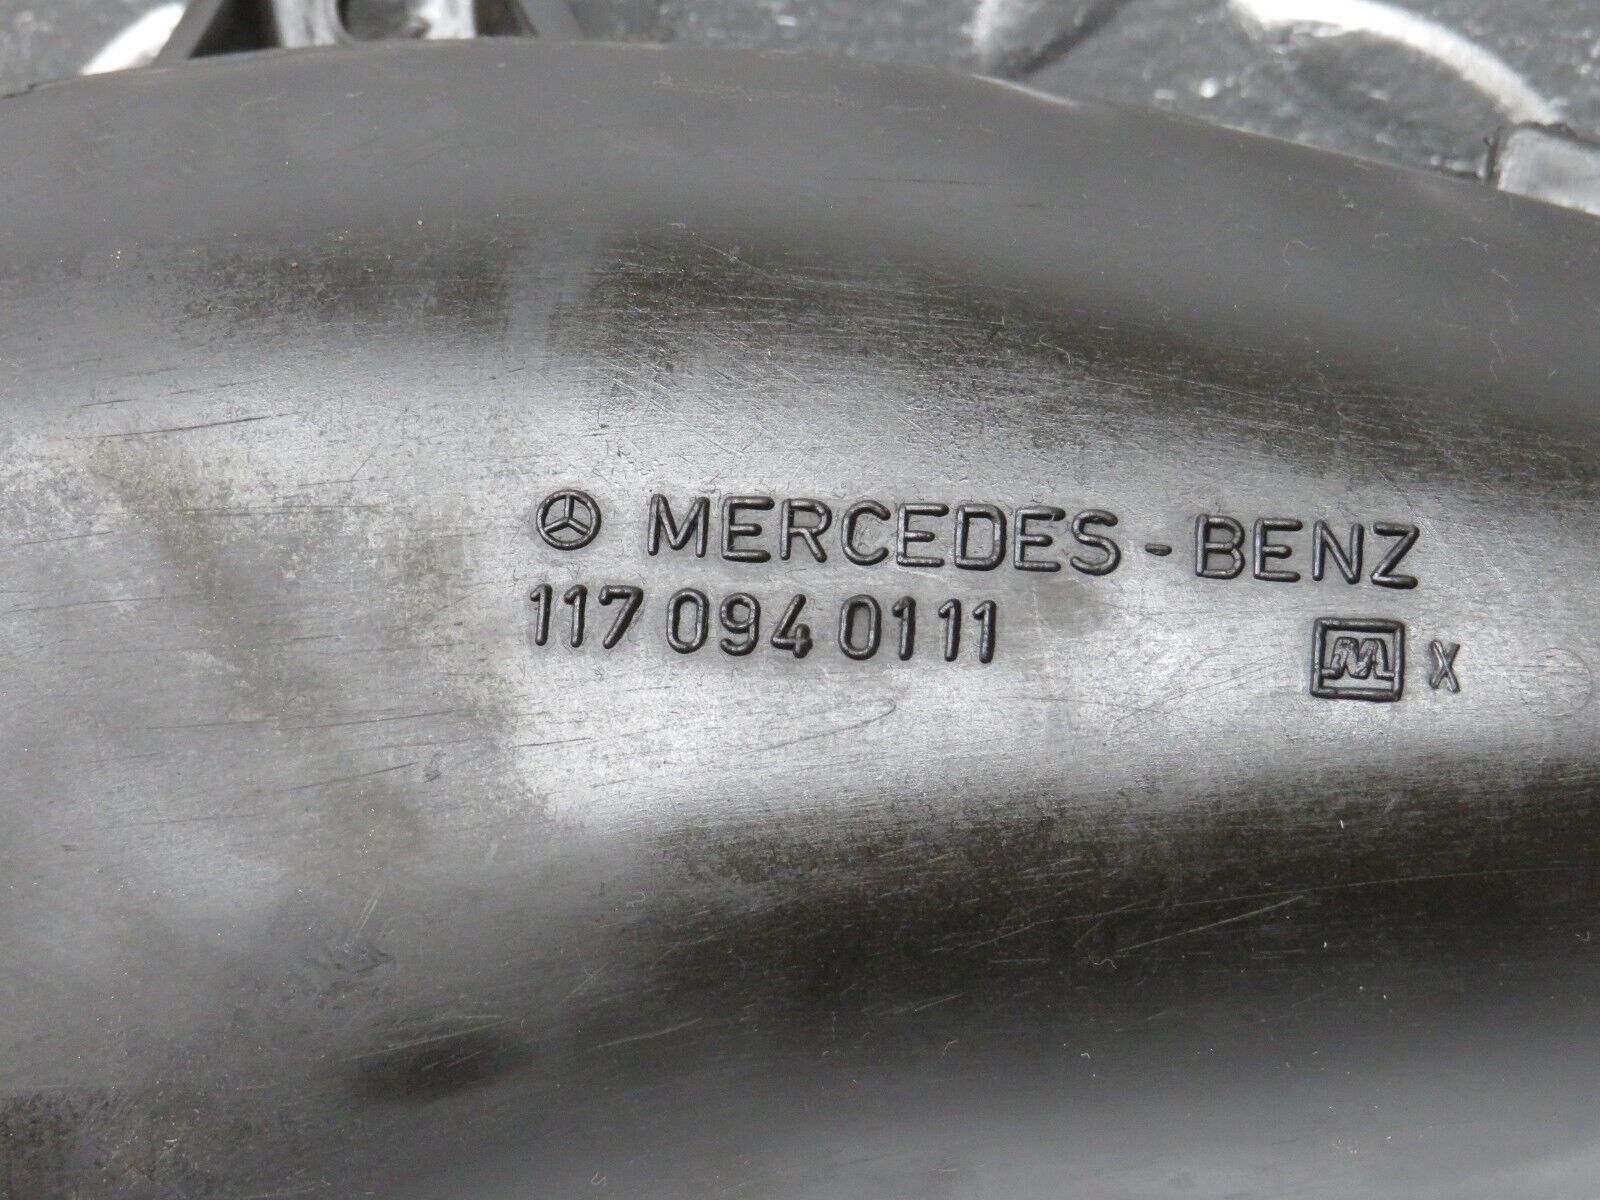 MERCEDES-BENZ
117 094 0111
M X